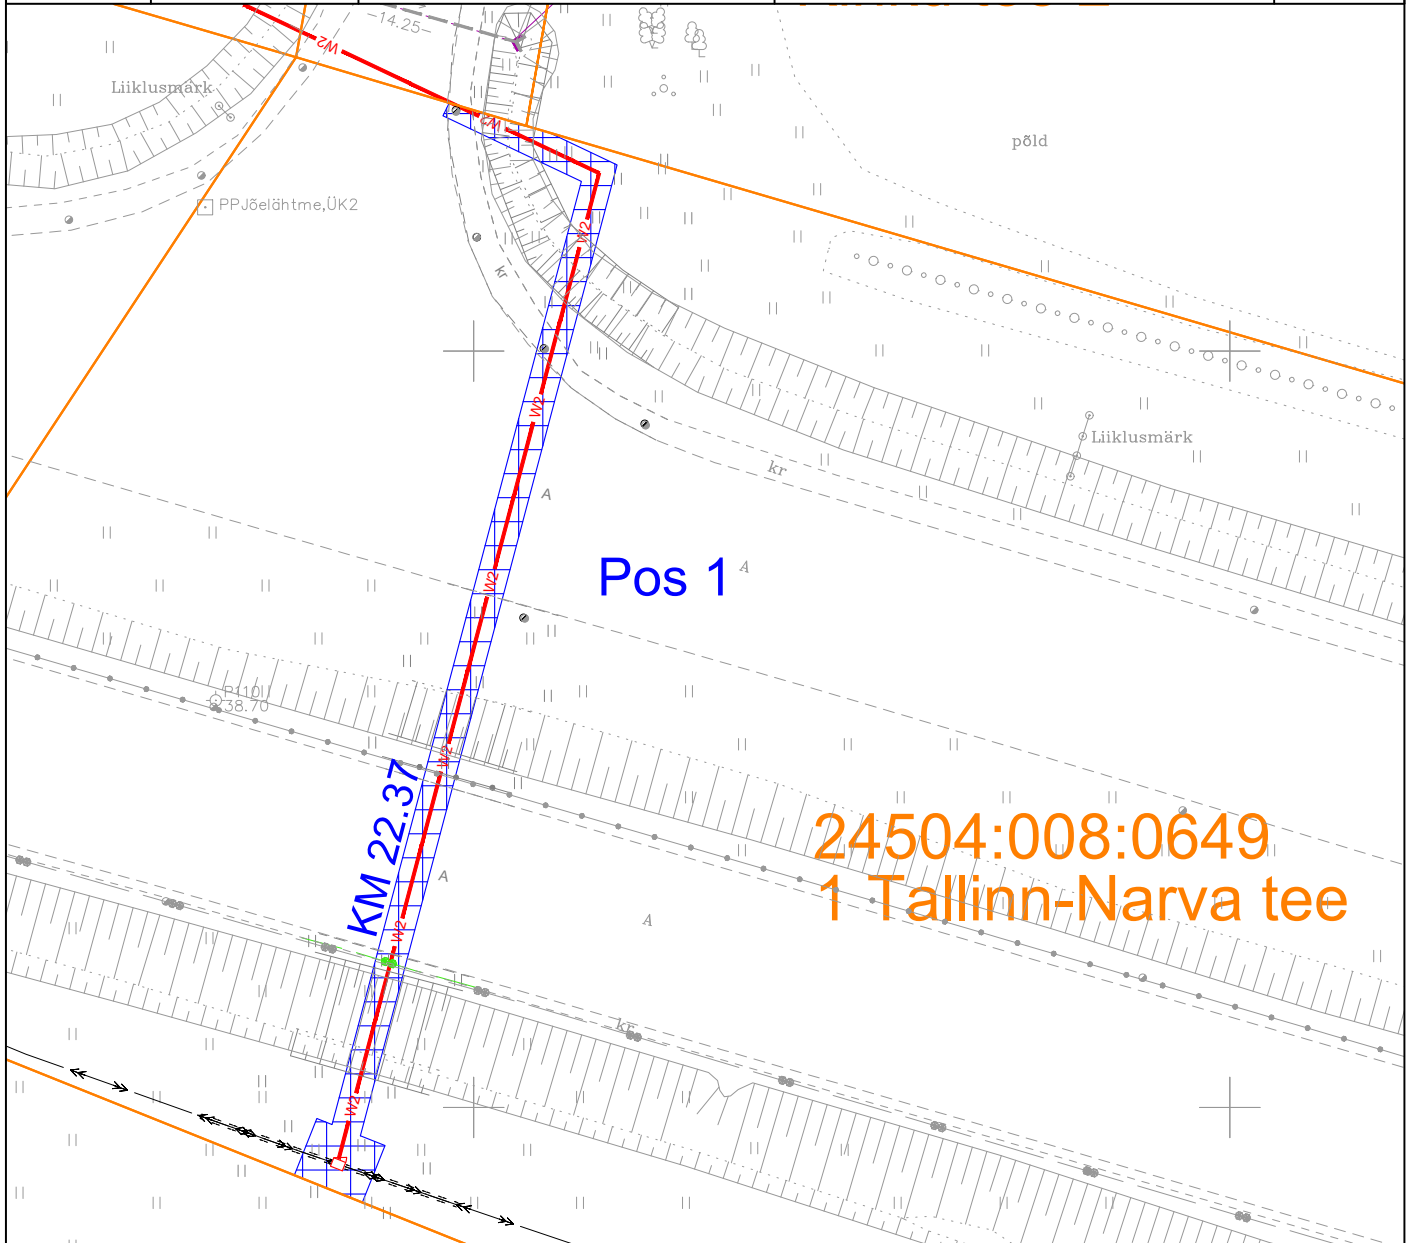 -14.25-
W2
Liiklusmärk
W2
põld
PPJõelähtme,ÜK2
W2
kr
W2
Liiklusmärk
kr
A
A
Pos 1
W2
P110
38.70
W2
KM 22.37
24504:008:0649
A
1 Tallinn-Narva tee
A
W2
kr
W2